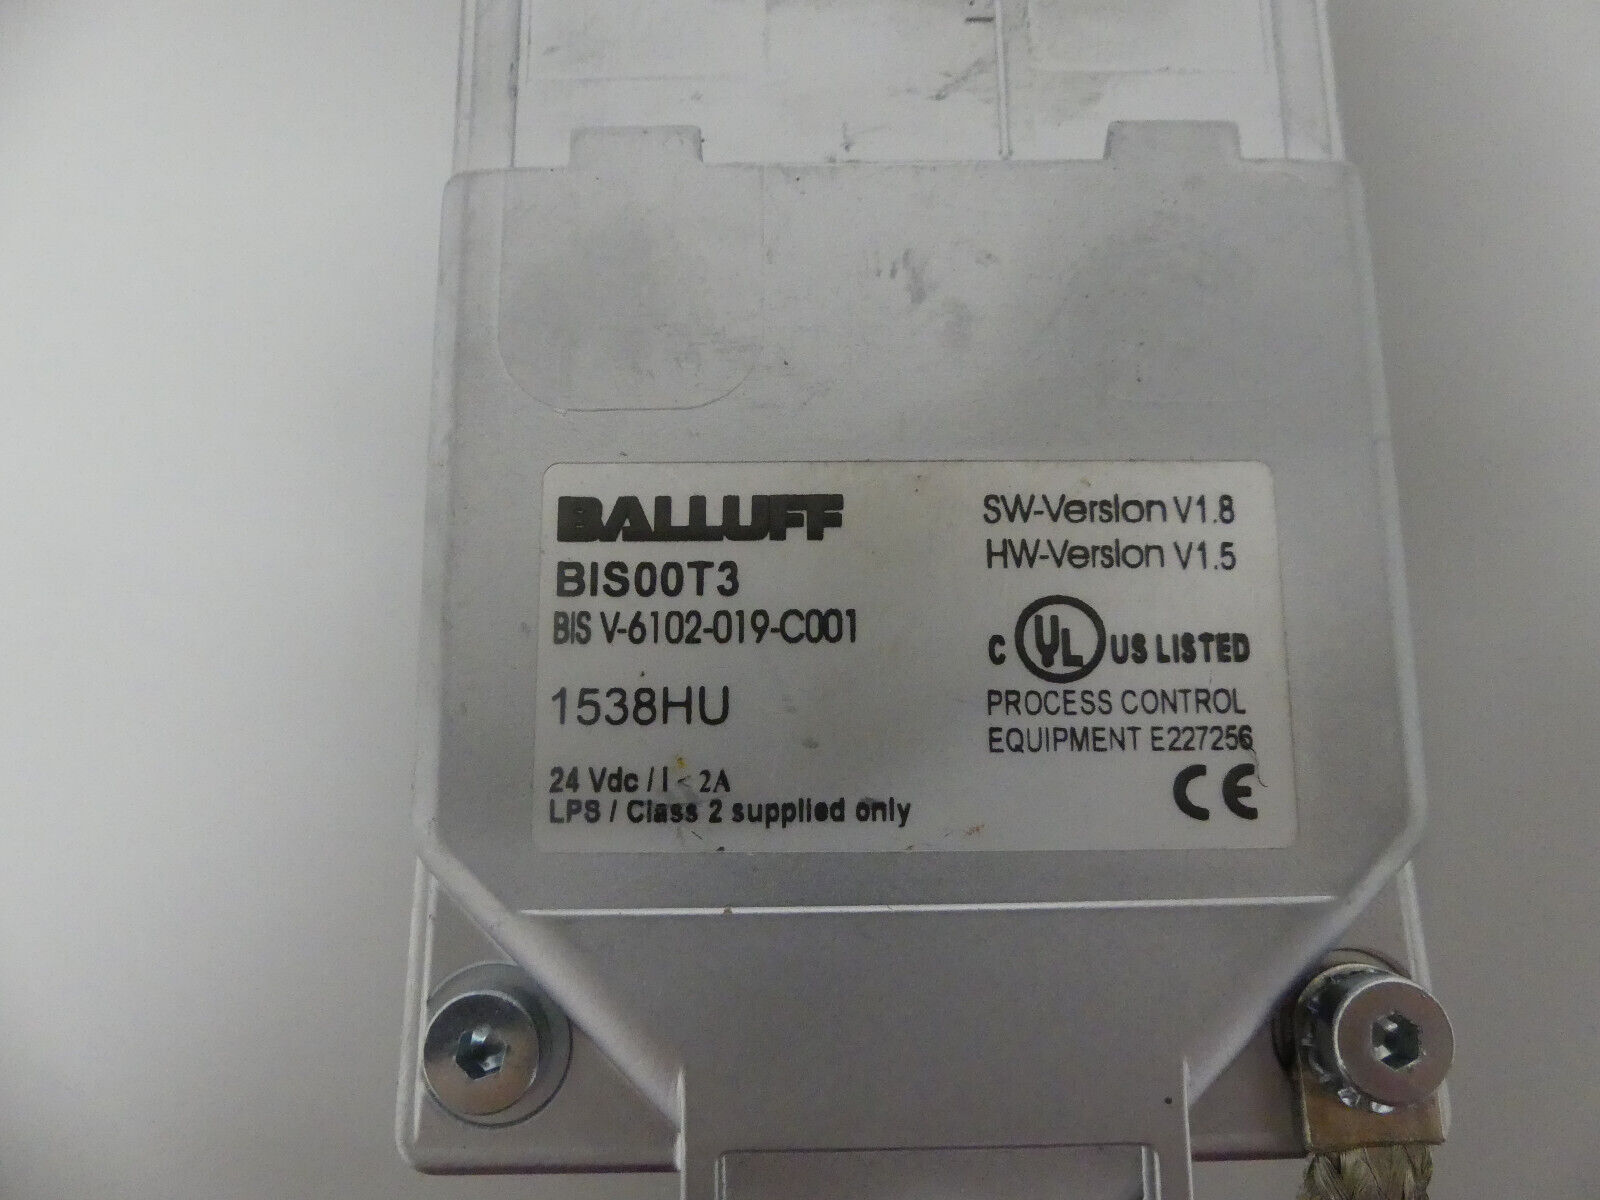 BALLUFF
BIS00T3
BIS V-6102-019-C001
1538HU
24 Vdc / I < 2A
LPS / Class 2 supplied only
SW-Version V1.8
HW-Version V1.5
C UL US LISTED
PROCESS CONTROL
EQUIPMENT E227256
CE